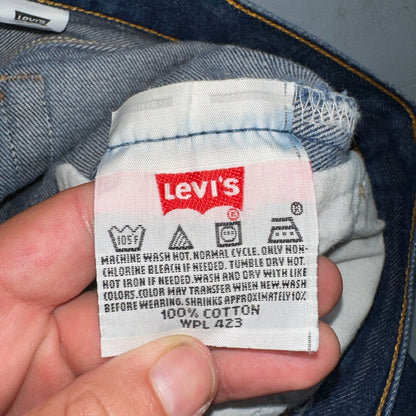 Levi's
LEVI'S
®
105°F
MACHINE WASH HOT. NORMAL CYCLE. ONLY NON-
CHLORINE BLEACH IF NEEDED. TUMBLE DRY HOT.
HOT IRON IF NEEDED. WASH AND DRY WITH LIKE
COLORS. COLOR MAY TRANSFER WHEN NEW. WASH
BEFORE WEARING. SHRINKS APPROXIMATELY 10%
100% COTTON
WPL 423